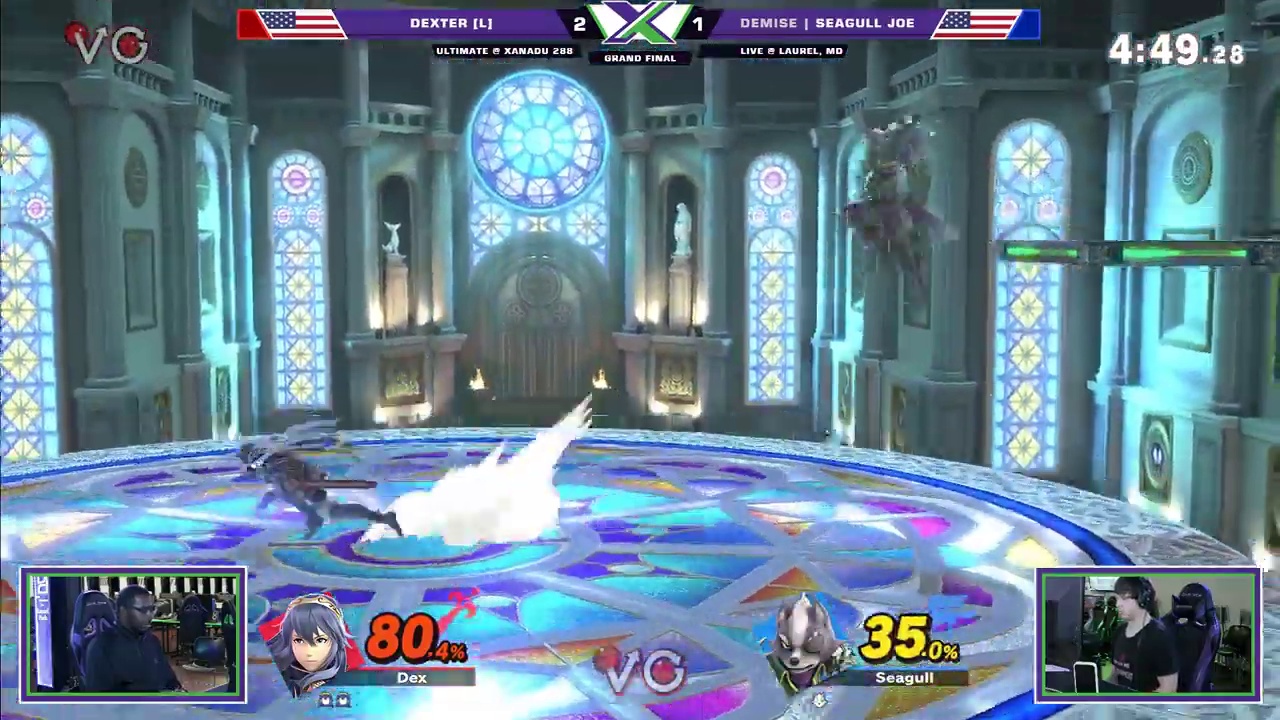 DEXTER [L]
2
1
DEMISE | SEAGULL JOE
ULTIMATE @ XANADU 288
LIVE @ LAUREL, MD
GRAND FINAL
VG
4:49.28
80.4%
Dex
VG
35.0%
Seagull